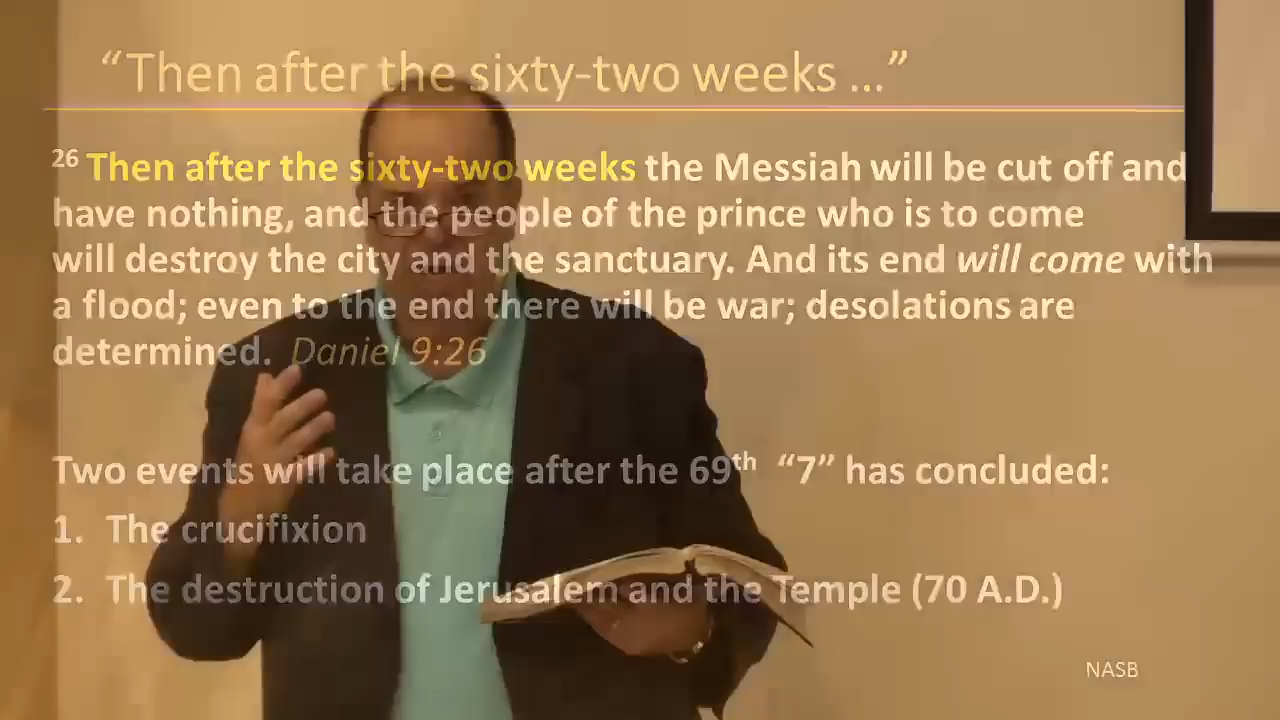 “Then after the sixty-two weeks ...”
26 Then after the sixty-two weeks the Messiah will be cut off and
have nothing, and the people of the prince who is to come
will destroy the city and the sanctuary. And its end will come with
a flood; even to the end there will be war; desolations are
determined. Daniel 9:26
Two events will take place after the 69th “7” has concluded:
1. The crucifixion
2. The destruction of Jerusalem and the Temple (70 A.D.)
NASB